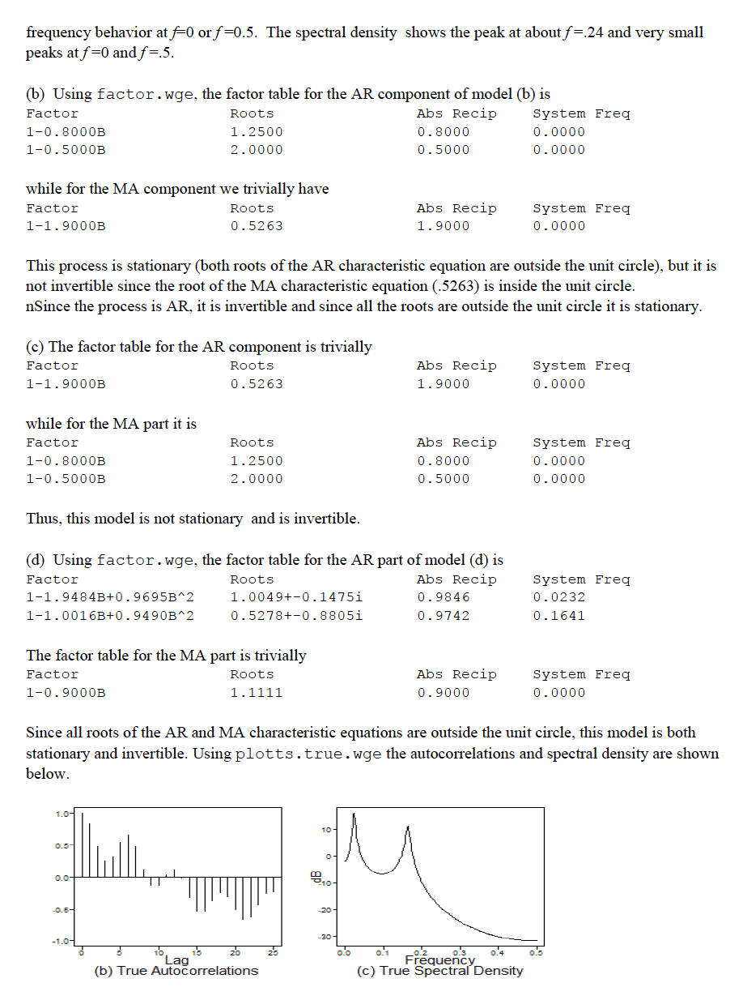 frequency behavior at f=0 or f=0.5. The spectral density shows the peak at about f=.24 and very small
peaks at f=0 and f=.5.
(b) Using factor.wge, the factor table for the AR component of model (b) is
Factor Roots Abs Recip System Freq
1-0.8000B 1.2500 0.8000 0.0000
1-0.5000B 2.0000 0.5000 0.0000
while for the MA component we trivially have
Factor Roots Abs Recip System Freq
1-1.9000B 0.5263 1.9000 0.0000
This process is stationary (both roots of the AR characteristic equation are outside the unit circle), but it is
not invertible since the root of the MA characteristic equation (.5263) is inside the unit circle.
nSince the process is AR, it is invertible and since all the roots are outside the unit circle it is stationary.
(c) The factor table for the AR component is trivially
Factor Roots Abs Recip System Freq
1-1.9000B 0.5263 1.9000 0.0000
while for the MA part it is
Factor Roots Abs Recip System Freq
1-0.8000B 1.2500 0.8000 0.0000
1-0.5000B 2.0000 0.5000 0.0000
Thus, this model is not stationary and is invertible.
(d) Using factor.wge, the factor table for the AR part of model (d) is
Factor Roots Abs Recip System Freq
1-1.9484B+0.9695B^2 1.0049+-0.1475i 0.9846 0.0232
1-1.0016B+0.9490B^2 0.5278+-0.8805i 0.9742 0.1641
The factor table for the MA part is trivially
Factor Roots Abs Recip System Freq
1-0.9000B 1.1111 0.9000 0.0000
Since all roots of the AR and MA characteristic equations are outside the unit circle, this model is both
stationary and invertible. Using plotts.true.wge the autocorrelations and spectral density are shown
below.
1.0
0.5
0.0
-0.5
-1.0
0 5 10 15 20 25
Lag
(b) True Autocorrelations
10
0
-10
-20
-30
dB
0.0 0.1 0.2 0.3 0.4 0.5
Frequency
(c) True Spectral Density